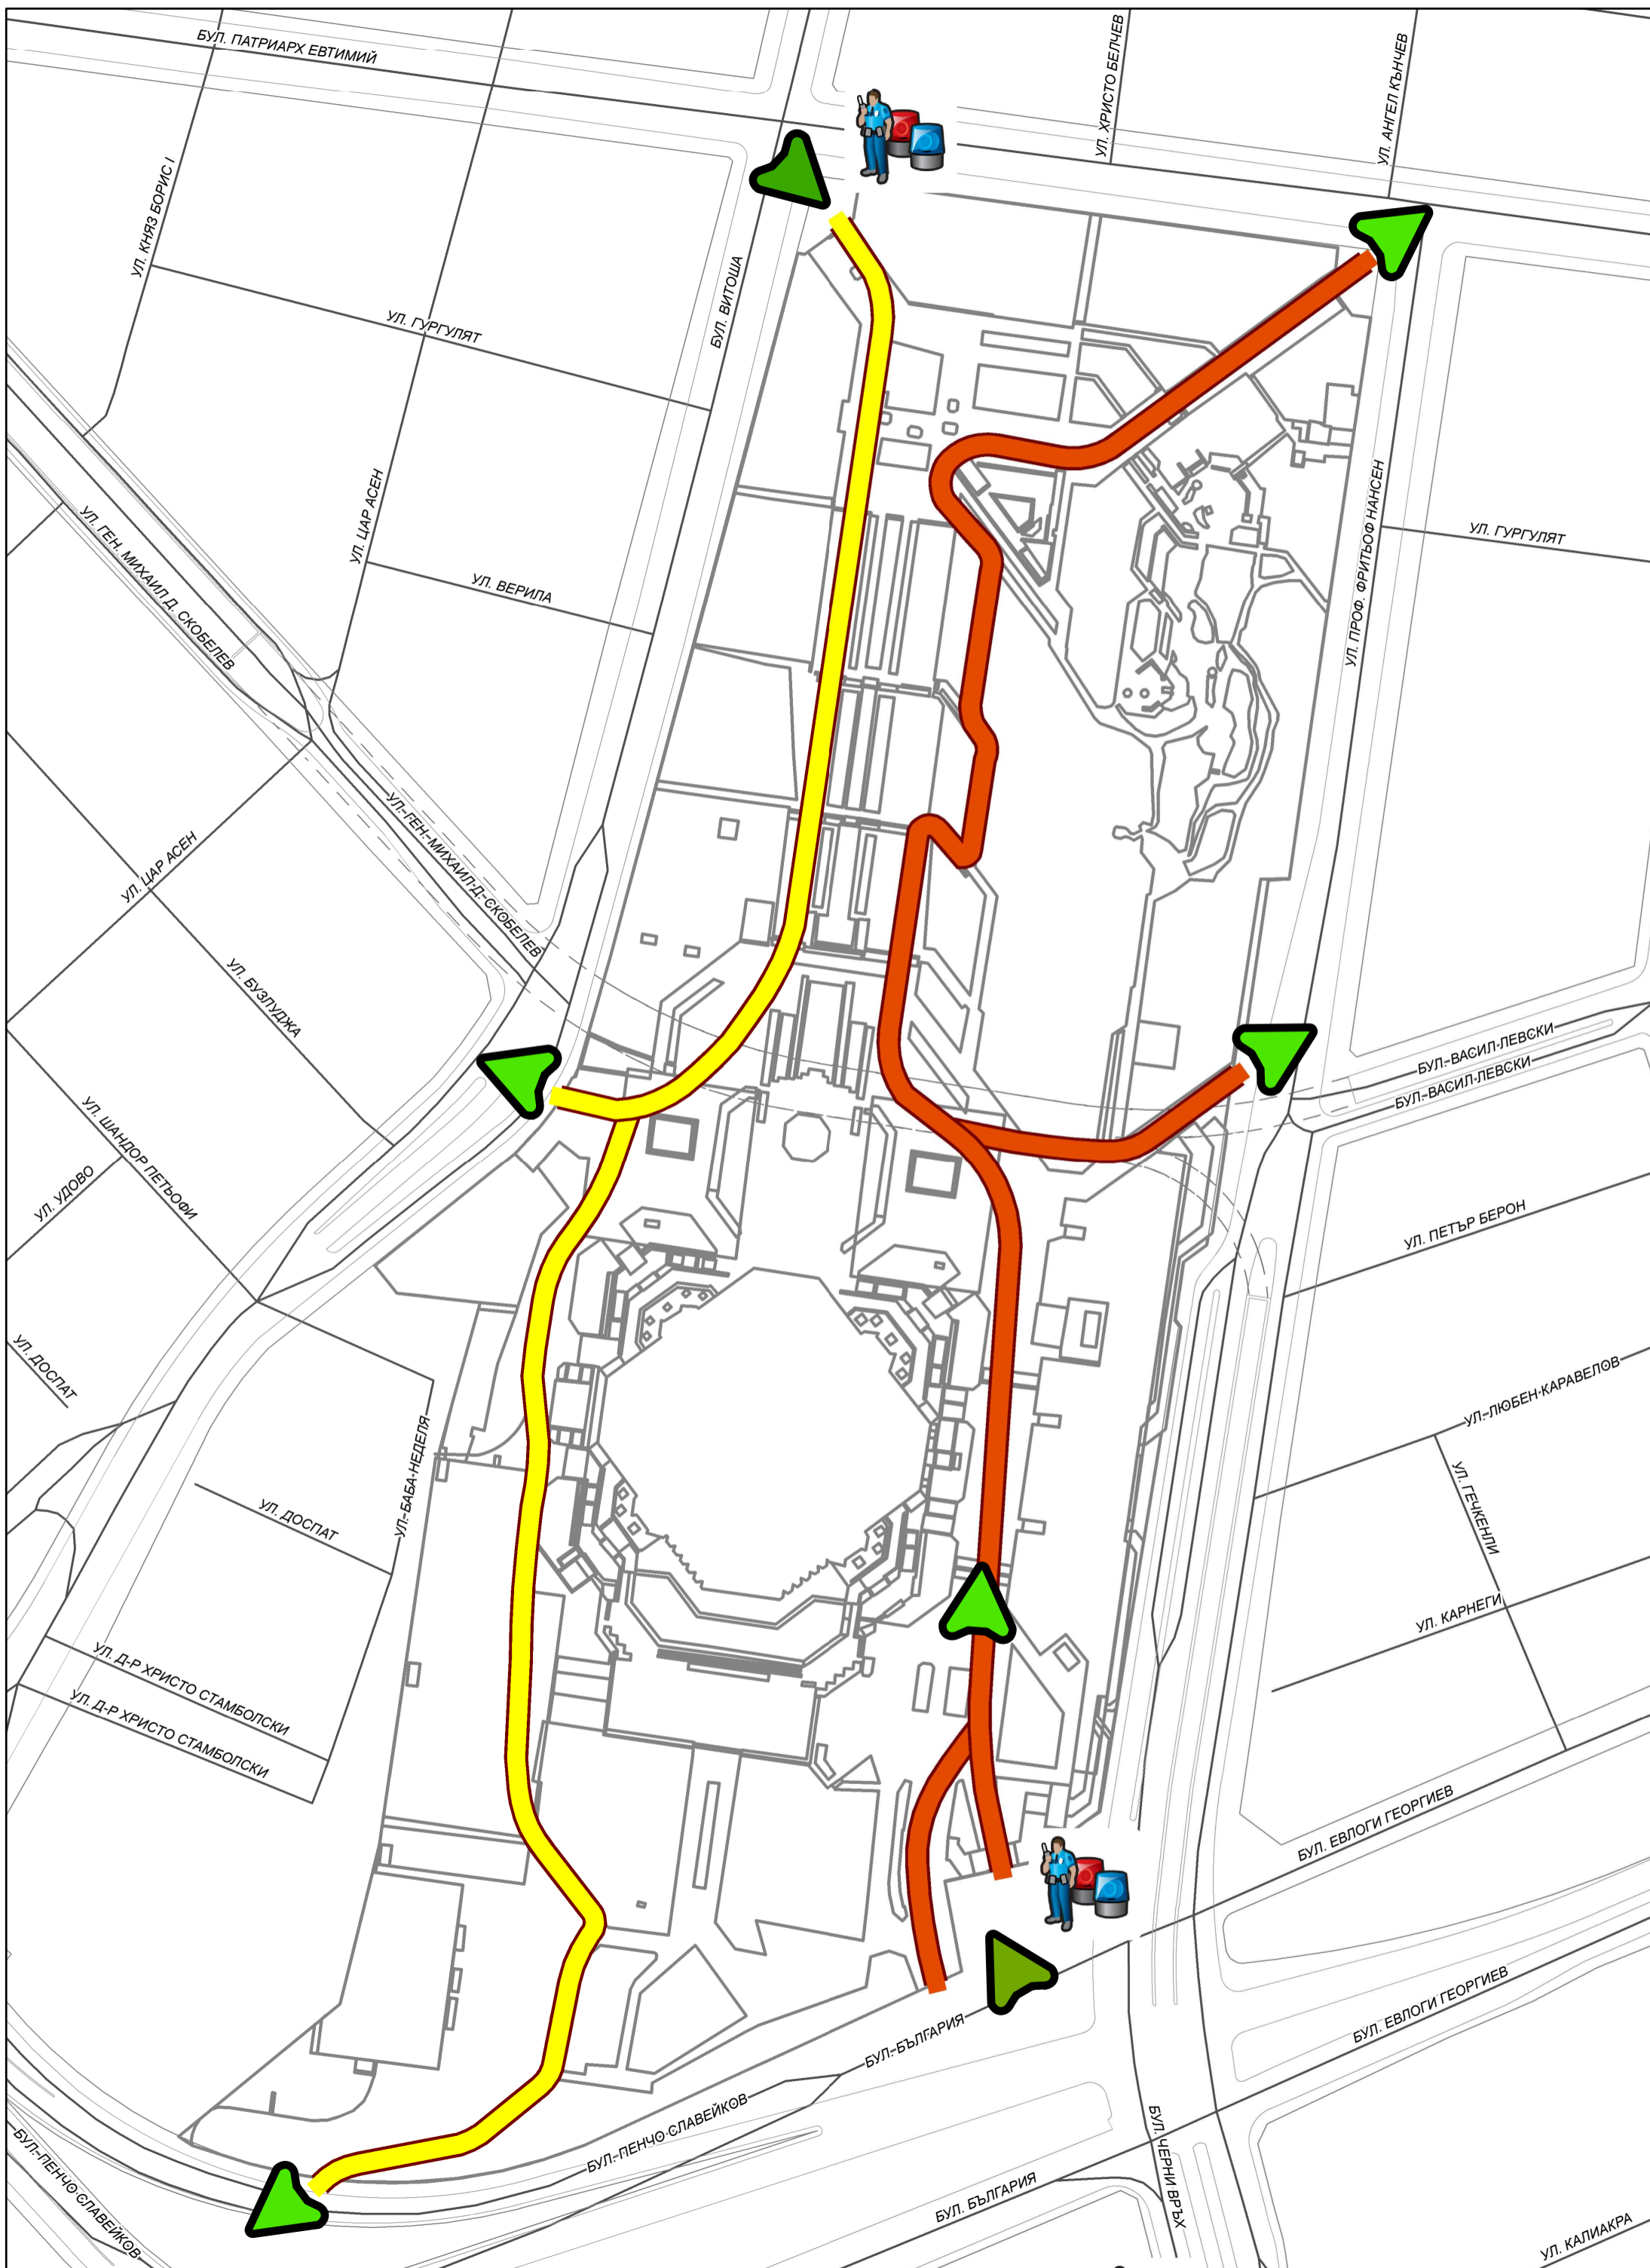 БУЛ. ПАТРИАРХ ЕВТИМИЙ
УЛ. ХРИСТО БЕЛЧЕВ
УЛ. АНГЕЛ КЪНЧЕВ
УЛ. КНЯЗ БОРИС I
БУЛ. ВИТОША
УЛ. ГУРГУЛЯТ
УЛ. ЦАР АСЕН
УЛ. ГЕН. МИХАИЛ Д. СКОБЕЛЕВ
УЛ. ВЕРИЛА
УЛ. ПРОФ. ФРИТЬОФ НАНСЕН
УЛ. ГУРГУЛЯТ
УЛ. ГЕН. МИХАИЛ Д. СКОБЕЛЕВ
УЛ. ЦАР АСЕН
УЛ. БУЗЛУДЖА
БУЛ. ВАСИЛ ЛЕВСКИ
БУЛ. ВАСИЛ ЛЕВСКИ
УЛ. ШАНДОР ПЕТЬОФИ
УЛ. УДОВО
УЛ. ПЕТЪР БЕРОН
УЛ. ДОСПАТ
УЛ. ЛЮБЕН КАРАВЕЛОВ
УЛ. БАБА НЕДЕЛЯ
УЛ. ГЕЧКЕНЛИ
УЛ. ДОСПАТ
УЛ. КАРНЕГИ
УЛ. Д-Р ХРИСТО СТАМБОЛСКИ
УЛ. Д-Р ХРИСТО СТАМБОЛСКИ
БУЛ. ЕВЛОГИ ГЕОРГИЕВ
БУЛ. ЕВЛОГИ ГЕОРГИЕВ
БУЛ. БЪЛГАРИЯ
БУЛ. ПЕНЧО СЛАВЕЙКОВ
БУЛ. ПЕНЧО СЛАВЕЙКОВ
БУЛ. ЧЕРНИ ВРЪХ
БУЛ. БЪЛГАРИЯ
УЛ. КАЛИАКРА